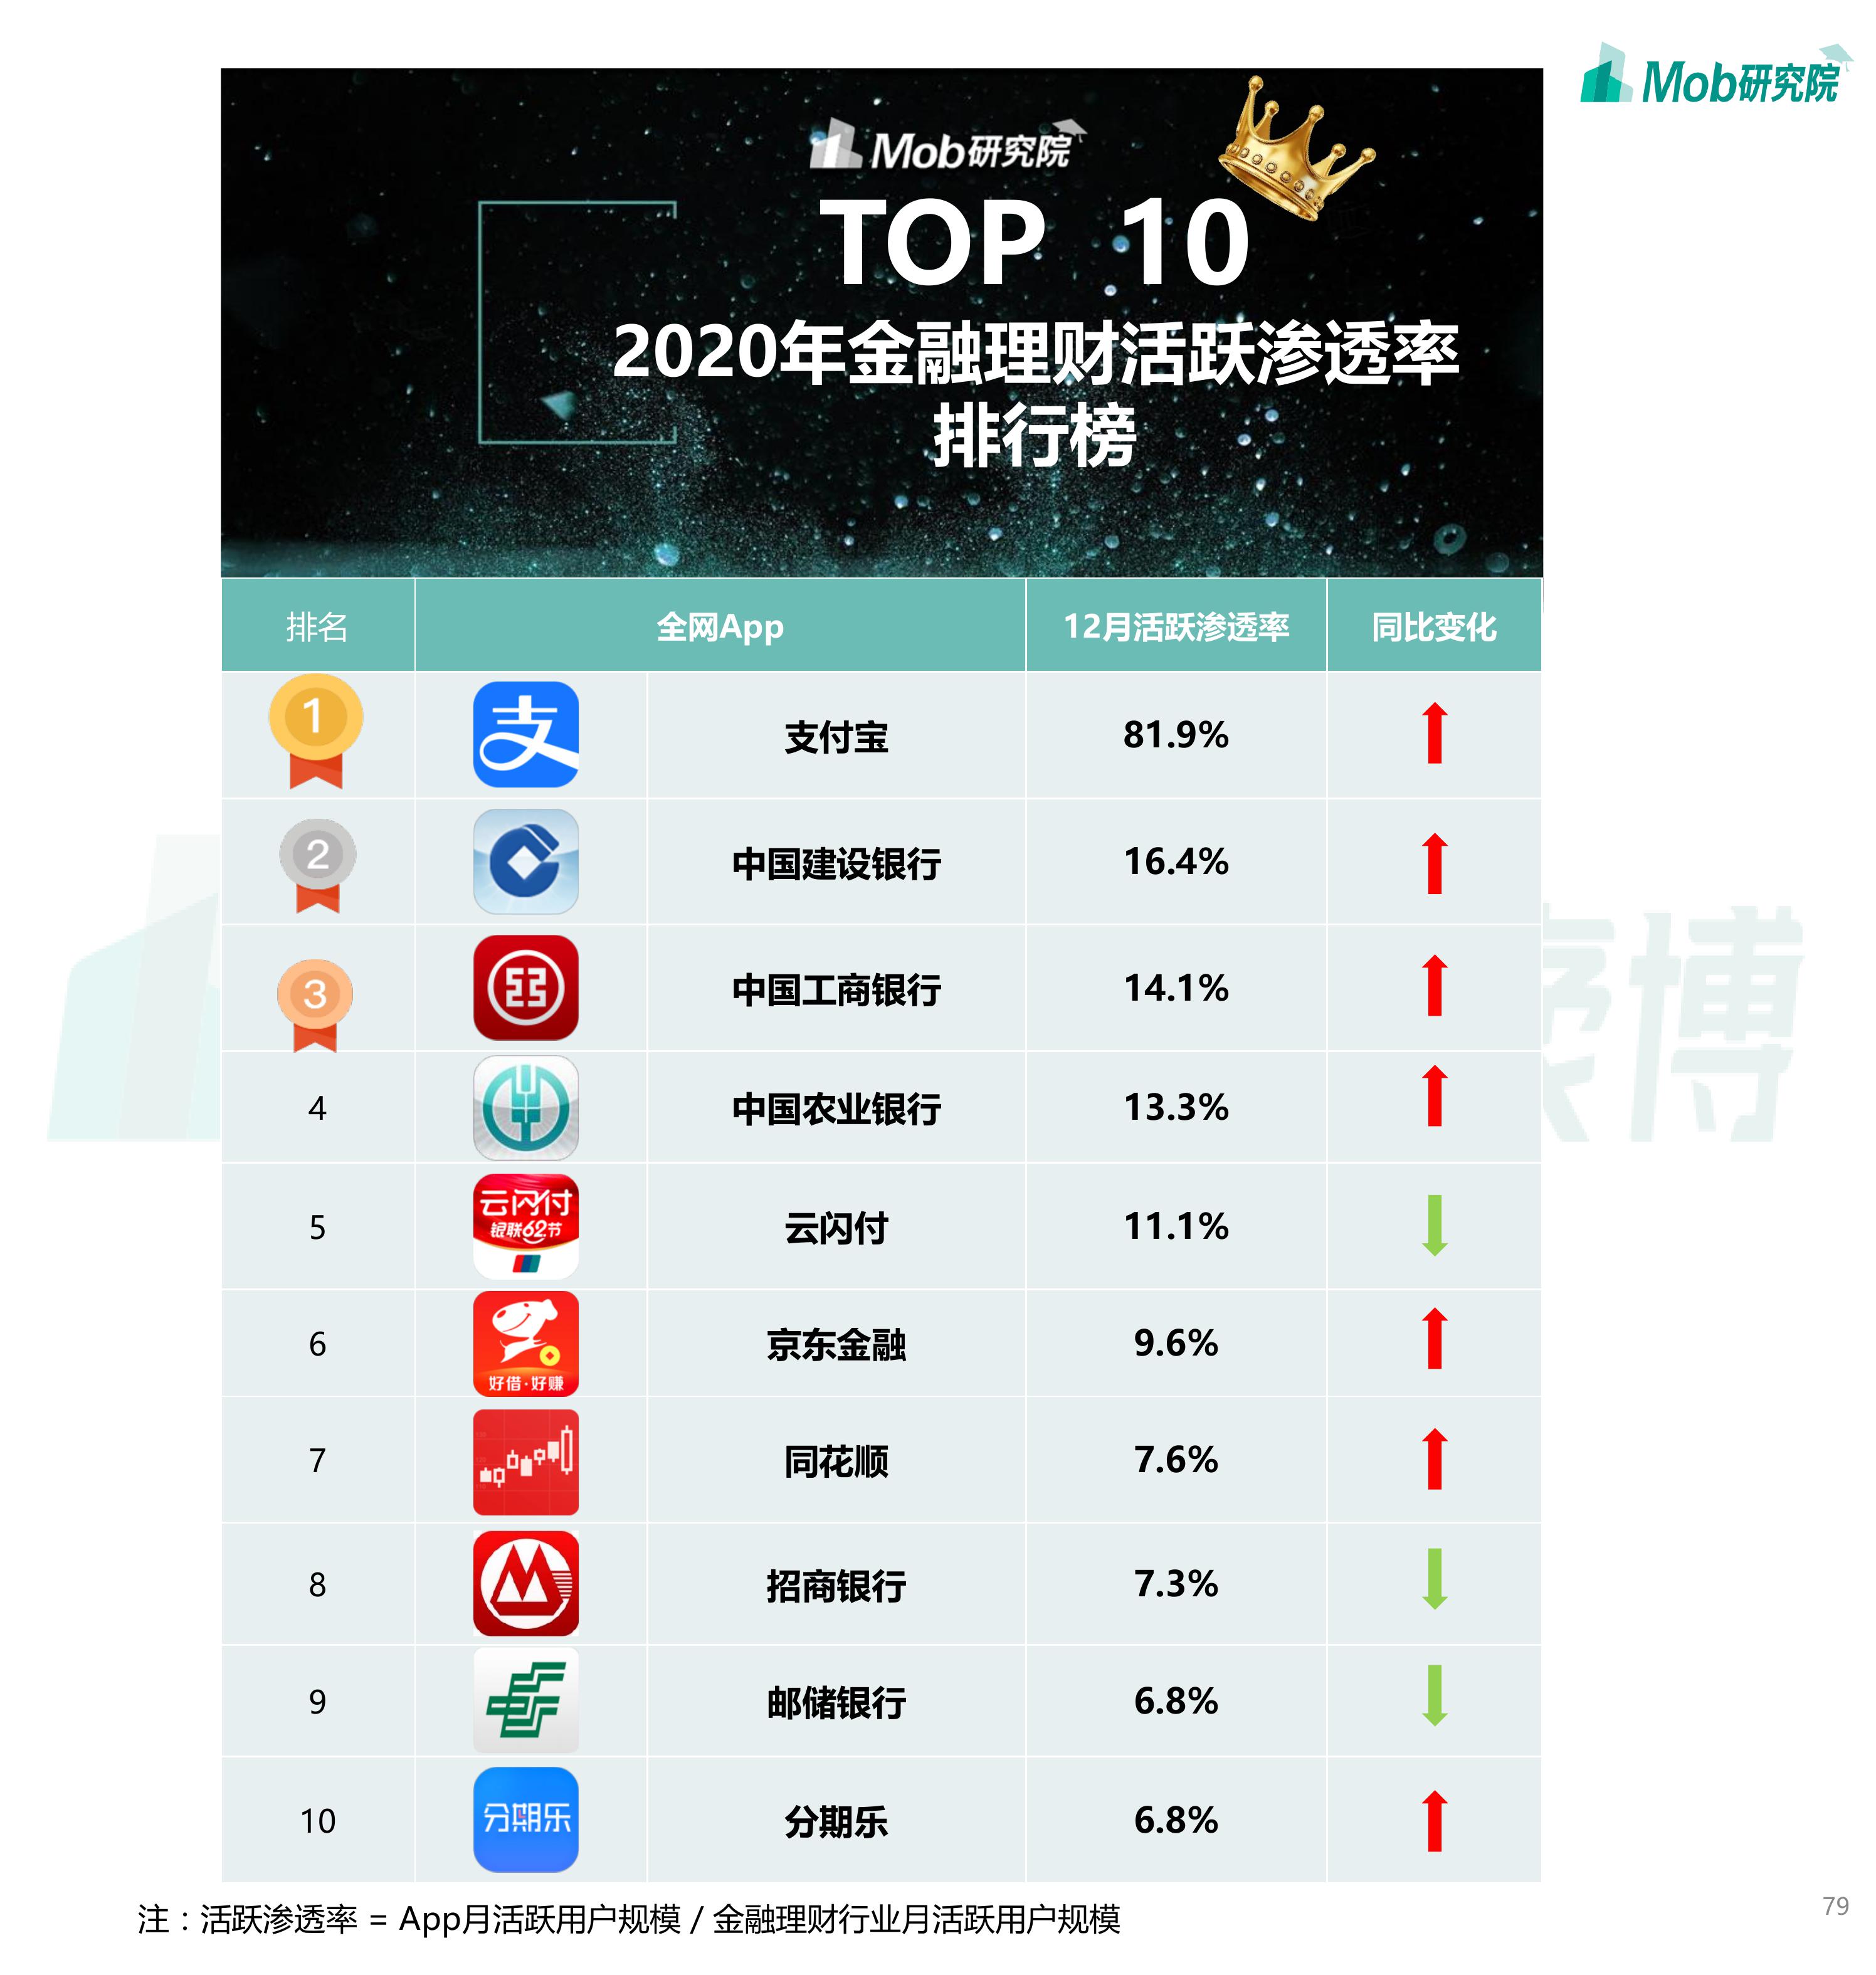 Mob研究院
Mob研究院
TOP 10
2020年金融理财活跃渗透率
排行榜
排名 全网App 12月活跃渗透率 同比变化
1 支付宝 81.9%
2 中国建设银行 16.4%
3 中国工商银行 14.1%
4 中国农业银行 13.3%
云闪付
银联62节
5 云闪付 11.1%
好借·好赚
6 京东金融 9.6%
7 同花顺 7.6%
8 招商银行 7.3%
9 邮储银行 6.8%
分期乐
10 分期乐 6.8%
注：活跃渗透率 = App月活跃用户规模 / 金融理财行业月活跃用户规模
79